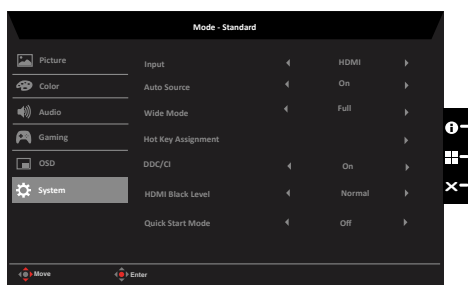 Mode - Standard
Picture
Input HDMI
Color
Auto Source On
Audio
Wide Mode Full
Gaming
Hot Key Assignment
OSD
DDC/CI On
System
HDMI Black Level Normal
Quick Start Mode Off
Move Enter